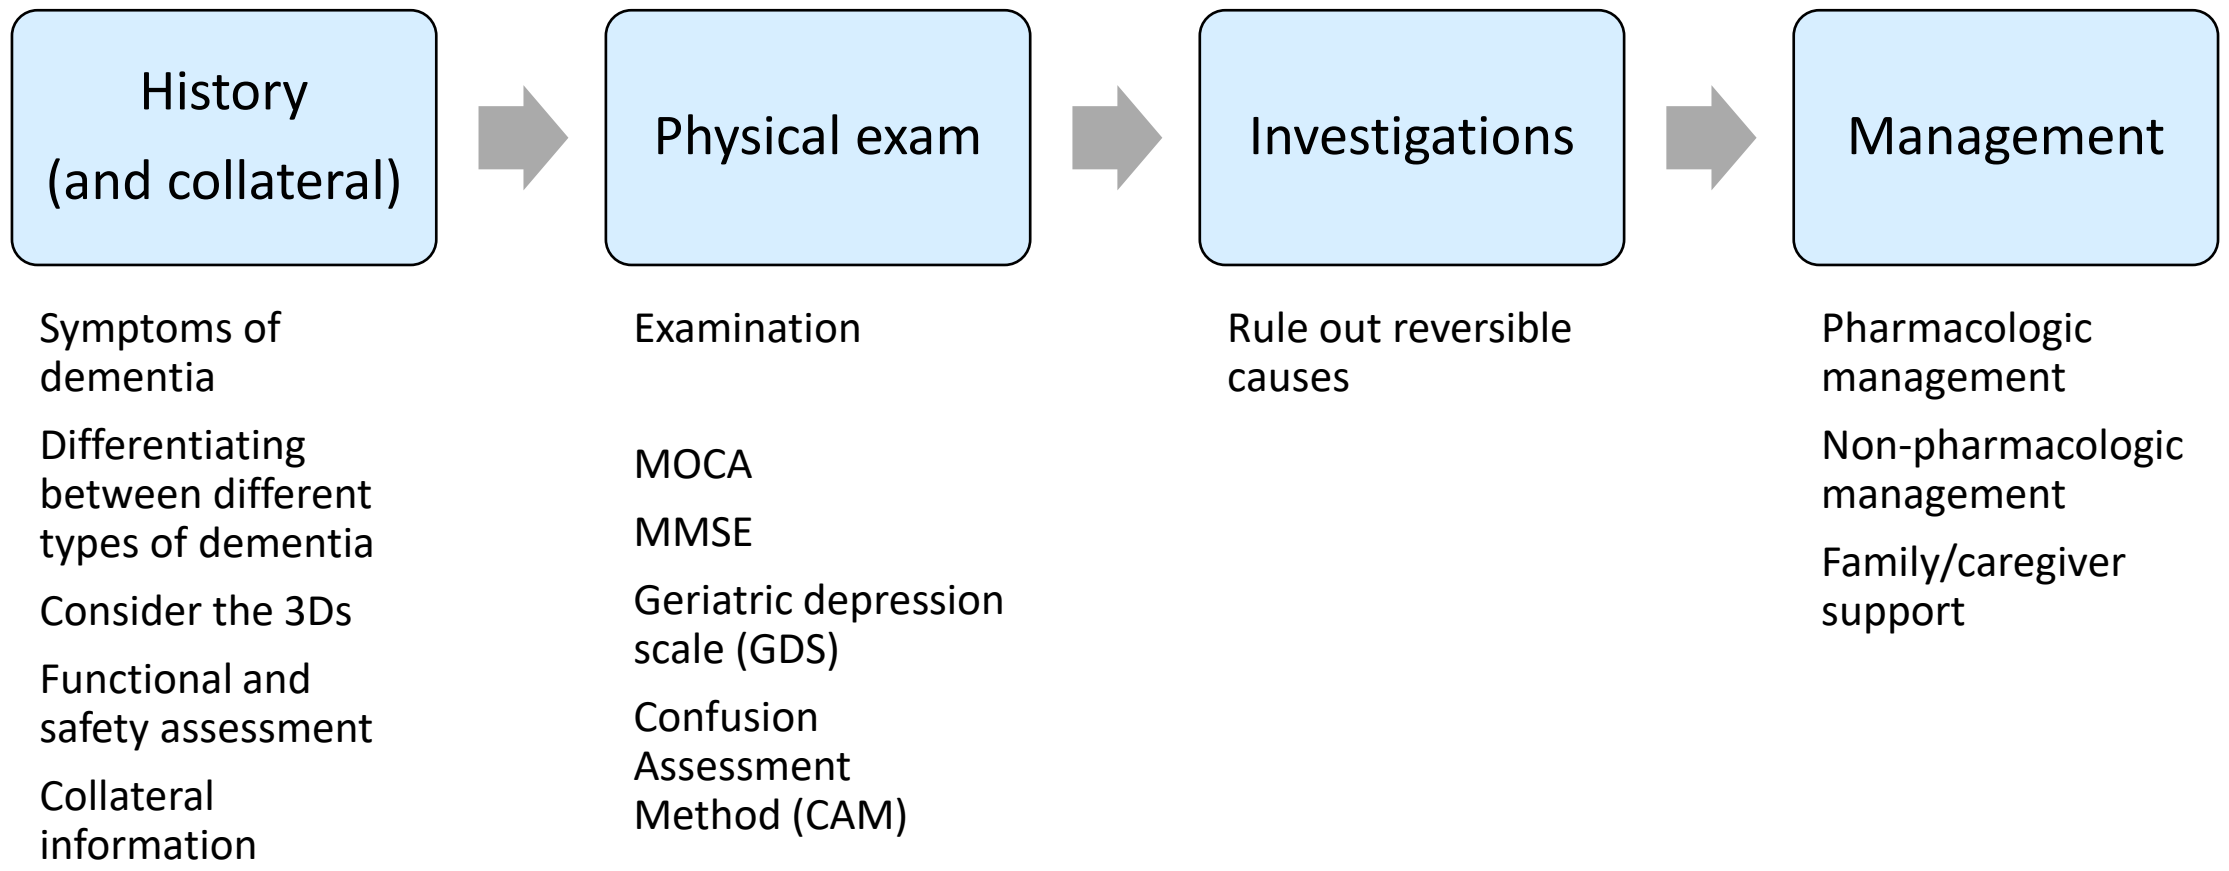 History
(and collateral)
Symptoms of
dementia
Differentiating
between different
types of dementia
Consider the 3Ds
Functional and
safety assessment
Collateral
information
Physical exam
Examination
MOCA
MMSE
Geriatric depression
scale (GDS)
Confusion
Assessment
Method (CAM)
Investigations
Rule out reversible
causes
Management
Pharmacologic
management
Non-pharmacologic
management
Family/caregiver
support